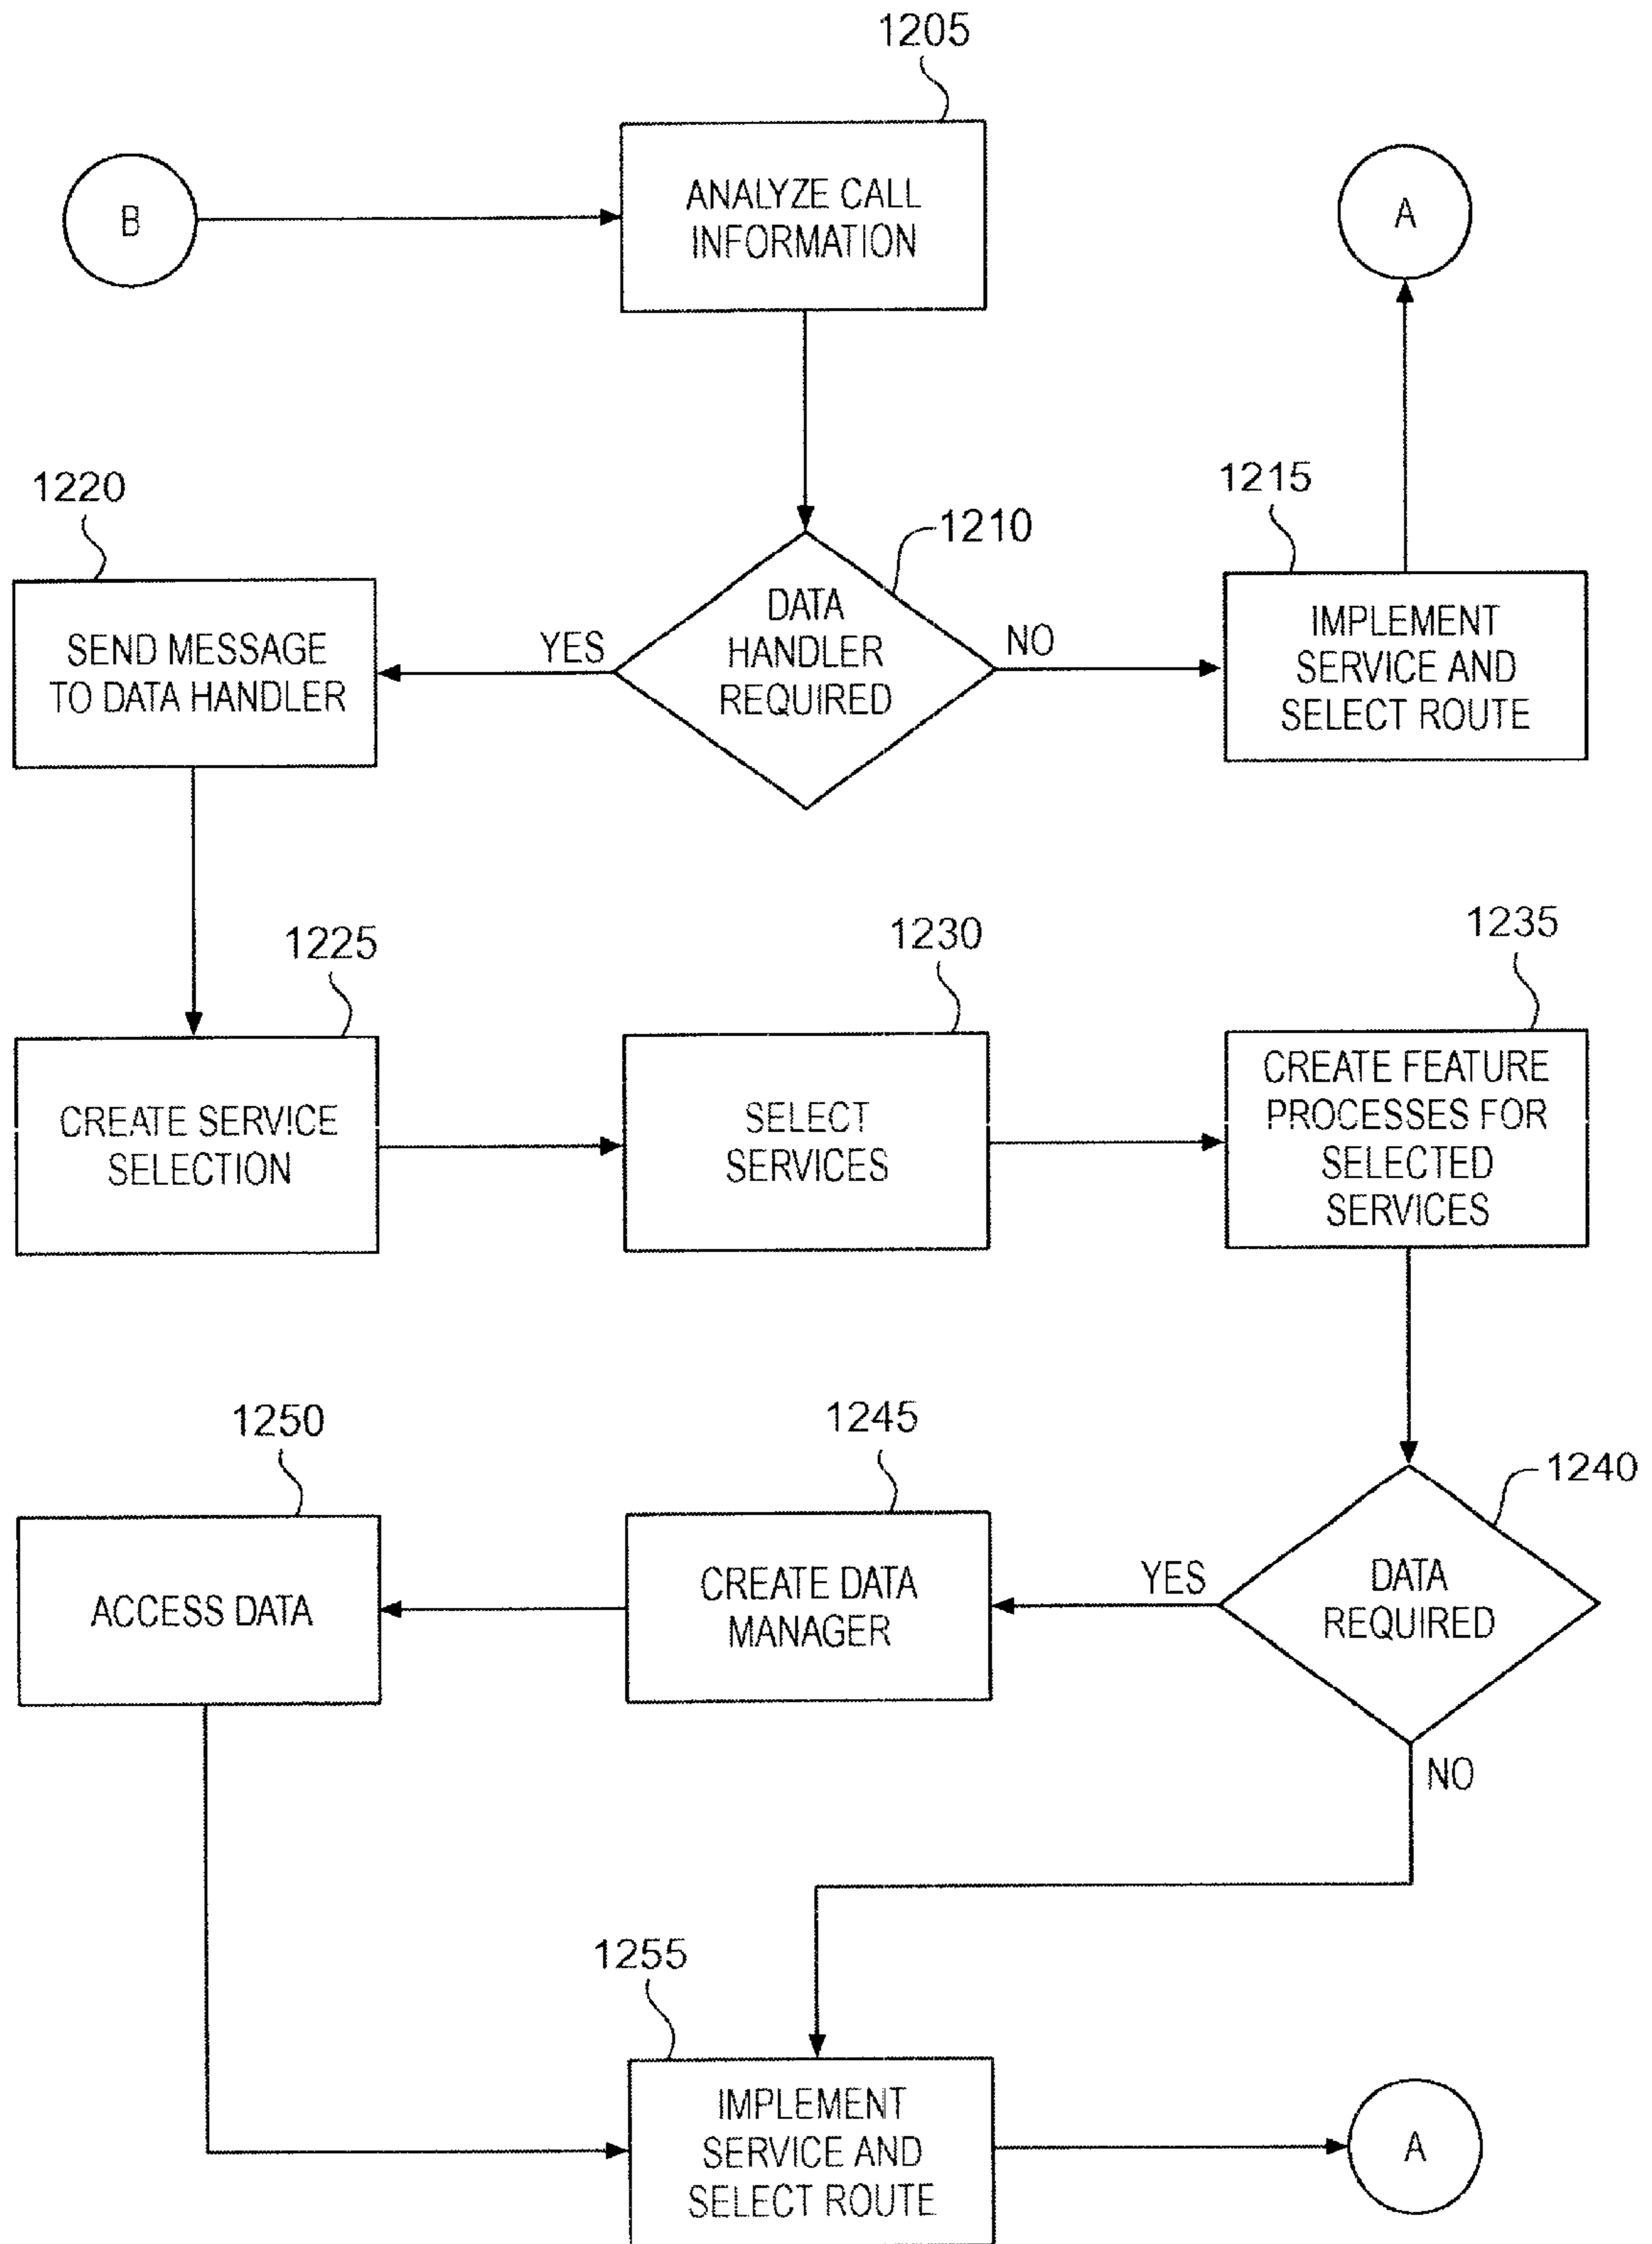 1205
B
ANALYZE CALL
INFORMATION
A
1220
1210
1215
SEND MESSAGE
TO DATA HANDLER
YES
DATA
HANDLER
REQUIRED
NO
IMPLEMENT
SERVICE AND
SELECT ROUTE
1225
1230
1235
CREATE SERVICE
SELECTION
SELECT
SERVICES
CREATE FEATURE
PROCESSES FOR
SELECTED
SERVICES
1250
1245
1240
ACCESS DATA
CREATE DATA
MANAGER
YES
DATA
REQUIRED
NO
1255
IMPLEMENT
SERVICE AND
SELECT ROUTE
A